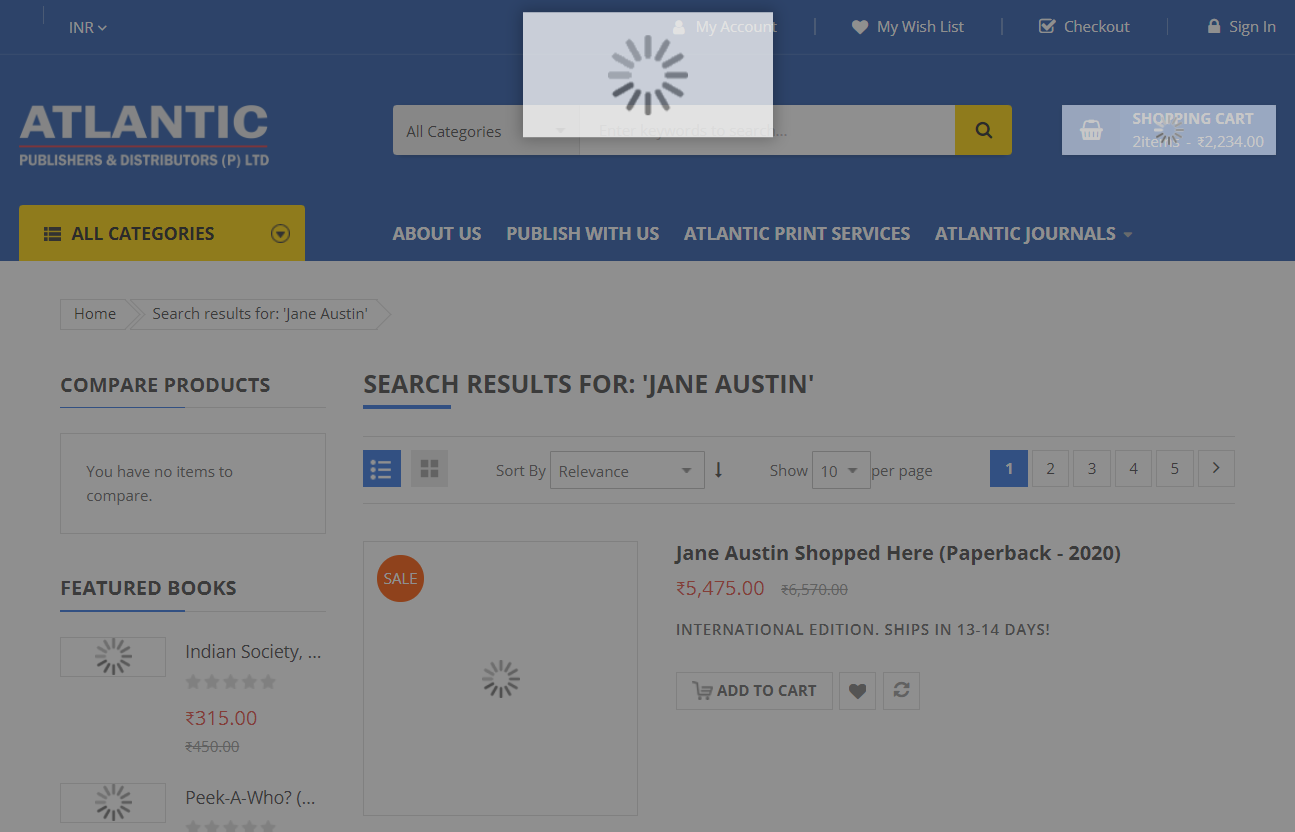 INR
My Account
My Wish List
Checkout
Sign In
ATLANTIC
PUBLISHERS & DISTRIBUTORS (P) LTD
All Categories
Enter keywords to search...
SHOPPING CART
2items - ₹2,234.00
ALL CATEGORIES
ABOUT US
PUBLISH WITH US
ATLANTIC PRINT SERVICES
ATLANTIC JOURNALS
Home
Search results for: 'Jane Austin'
COMPARE PRODUCTS
You have no items to
compare.
FEATURED BOOKS
Indian Society, ...
₹315.00
₹450.00
Peek-A-Who? (...
SEARCH RESULTS FOR: 'JANE AUSTIN'
Sort By Relevance
Show 10 per page
1 2 3 4 5
SALE
Jane Austin Shopped Here (Paperback - 2020)
₹5,475.00 ₹6,570.00
INTERNATIONAL EDITION. SHIPS IN 13-14 DAYS!
ADD TO CART